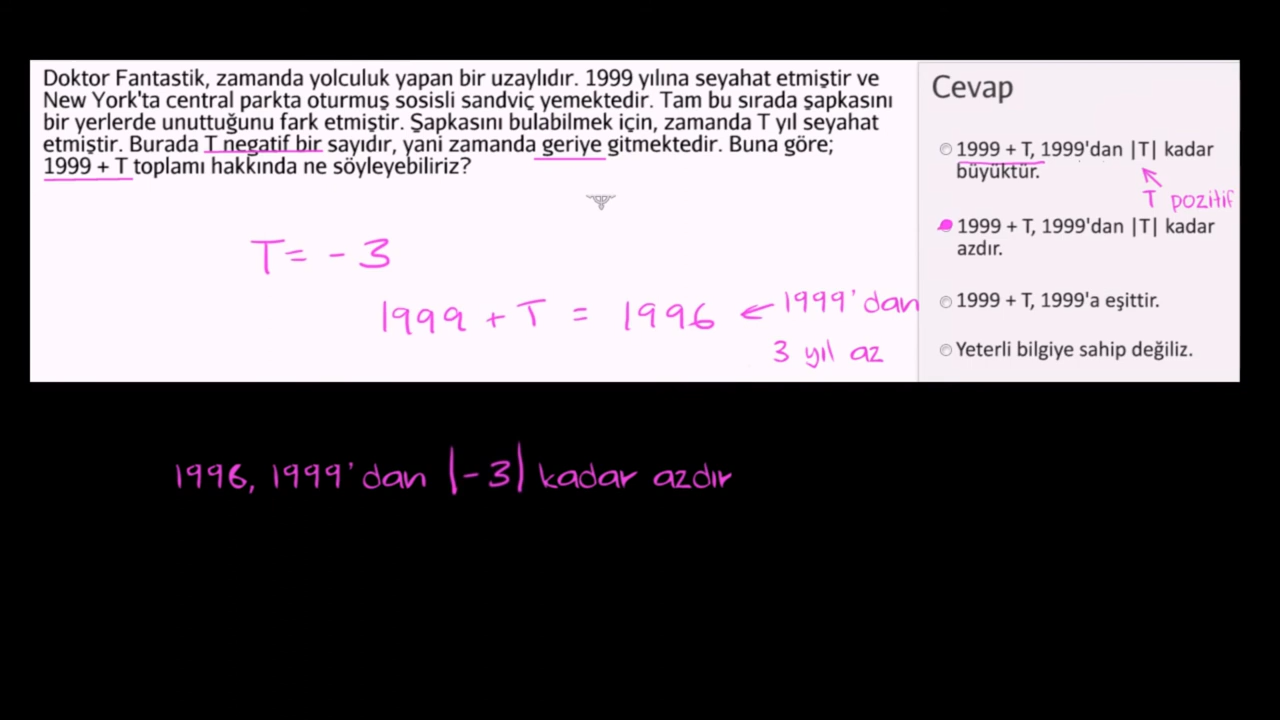 Doktor Fantastik, zamanda yolculuk yapan bir uzaylıdır. 1999 yılına seyahat etmiştir ve
New York'ta central parkta oturmuş sosisli sandviç yemektedir. Tam bu sırada şapkasını
bir yerlerde unuttuğunu fark etmiştir. Şapkasını bulabilmek için, zamanda T yıl seyahat
etmiştir. Burada T negatif bir sayıdır, yani zamanda geriye gitmektedir. Buna göre;
1999 + T toplamı hakkında ne söyleyebiliriz?
T = - 3
1999 + T = 1996 ← 1999'dan
3 yıl az
Cevap
1999 + T, 1999'dan |T| kadar
büyüktür.
T pozitif
1999 + T, 1999'dan |T| kadar
azdır.
1999 + T, 1999'a eşittir.
Yeterli bilgiye sahip değiliz.
1996, 1999'dan |-3| kadar azdır